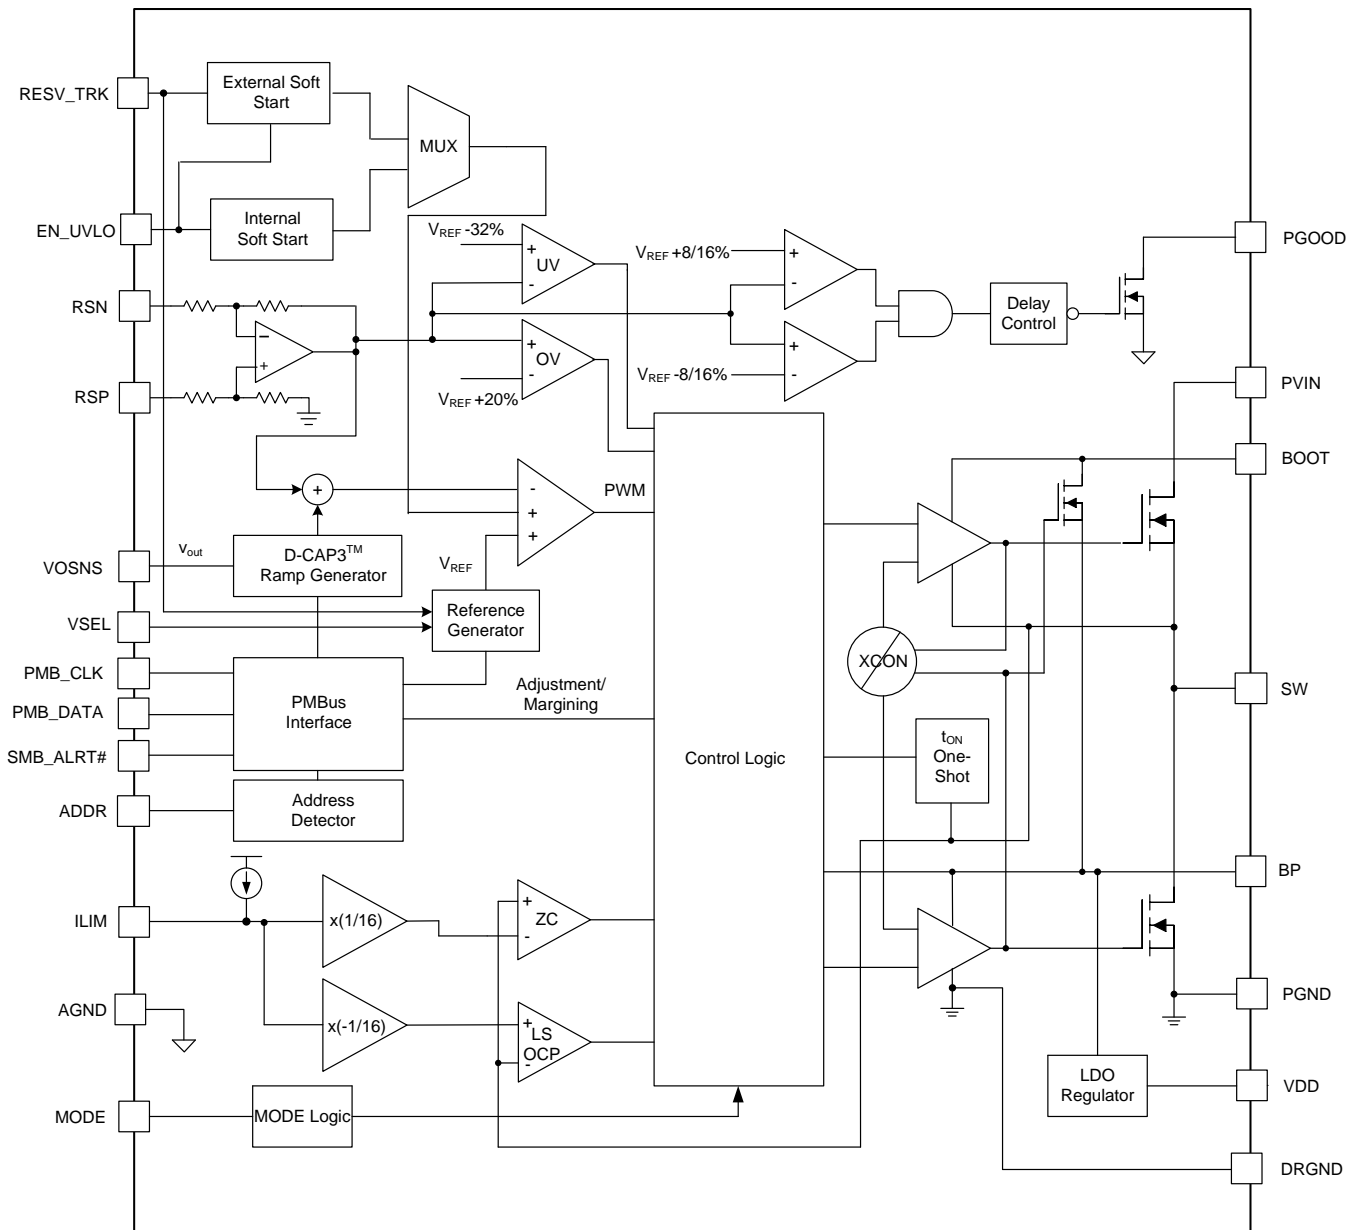 RESV_TRK
External Soft
Start
MUX
EN_UVLO
Internal
Soft Start
RSN
RSP
-
+
VREF -32%
+
UV
-
+
OV
-
VREF +20%
VREF +8/16%
+
-
+
-
VREF -8/16%
Delay
Control
PGOOD
PVIN
BOOT
+
-
+
+
PWM
VOSNS
vout
D-CAP3TM
Ramp Generator
VREF
VSEL
Reference
Generator
PMB_CLK
PMB_DATA
SMB_ALRT#
PMBus
Interface
Adjustment/
Margining
ADDR
Address
Detector
Control Logic
XCON
tON
One-
Shot
SW
BP
ILIM
x(1/16)
+
ZC
-
AGND
x(-1/16)
+
LS
OCP
-
PGND
LDO
Regulator
VDD
MODE
MODE Logic
DRGND